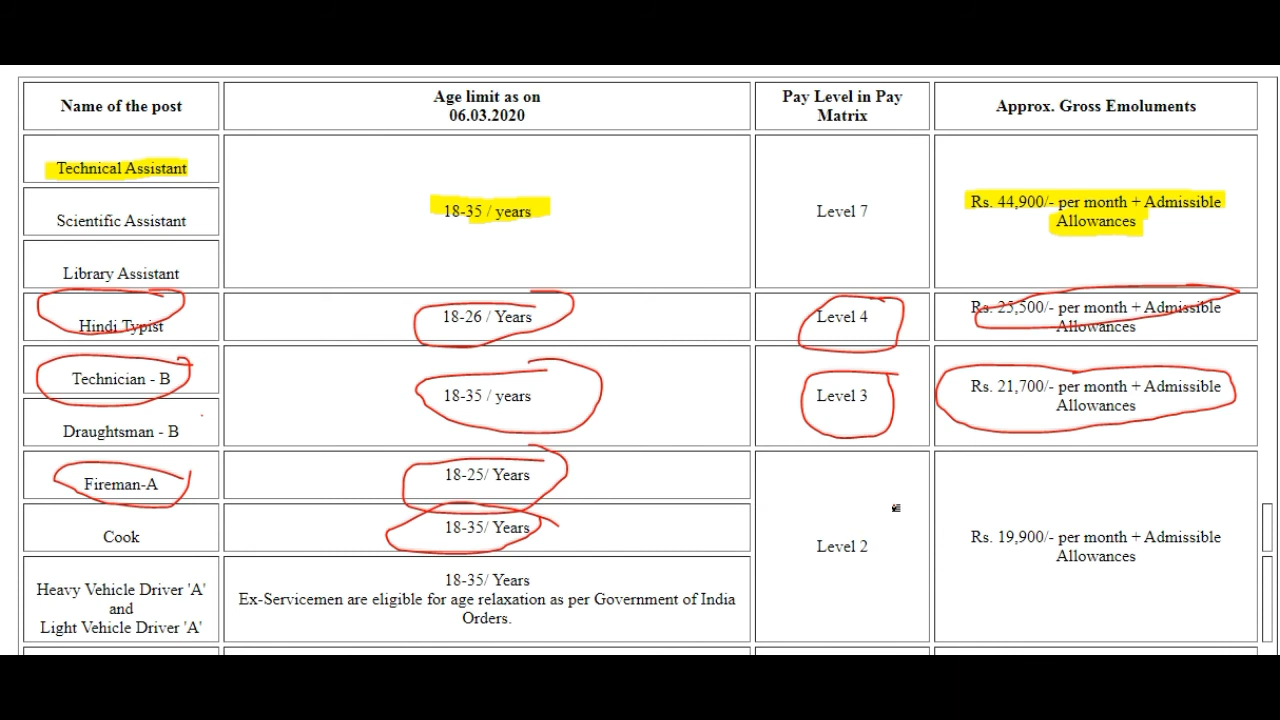 Name of the post
Age limit as on
06.03.2020
Pay Level in Pay
Matrix
Approx. Gross Emoluments
Technical Assistant
Scientific Assistant
Library Assistant
18-35 / years
Level 7
Rs. 44,900/- per month + Admissible
Allowances
Hindi Typist
18-26 / Years
Level 4
Rs. 25,500/- per month + Admissible
Allowances
Technician - B
Draughtsman - B
18-35 / years
Level 3
Rs. 21,700/- per month + Admissible
Allowances
Fireman-A
18-25/ Years
Level 2
Rs. 19,900/- per month + Admissible
Allowances
Cook
18-35/ Years
Heavy Vehicle Driver 'A'
and
Light Vehicle Driver 'A'
18-35/ Years
Ex-Servicemen are eligible for age relaxation as per Government of India
Orders.